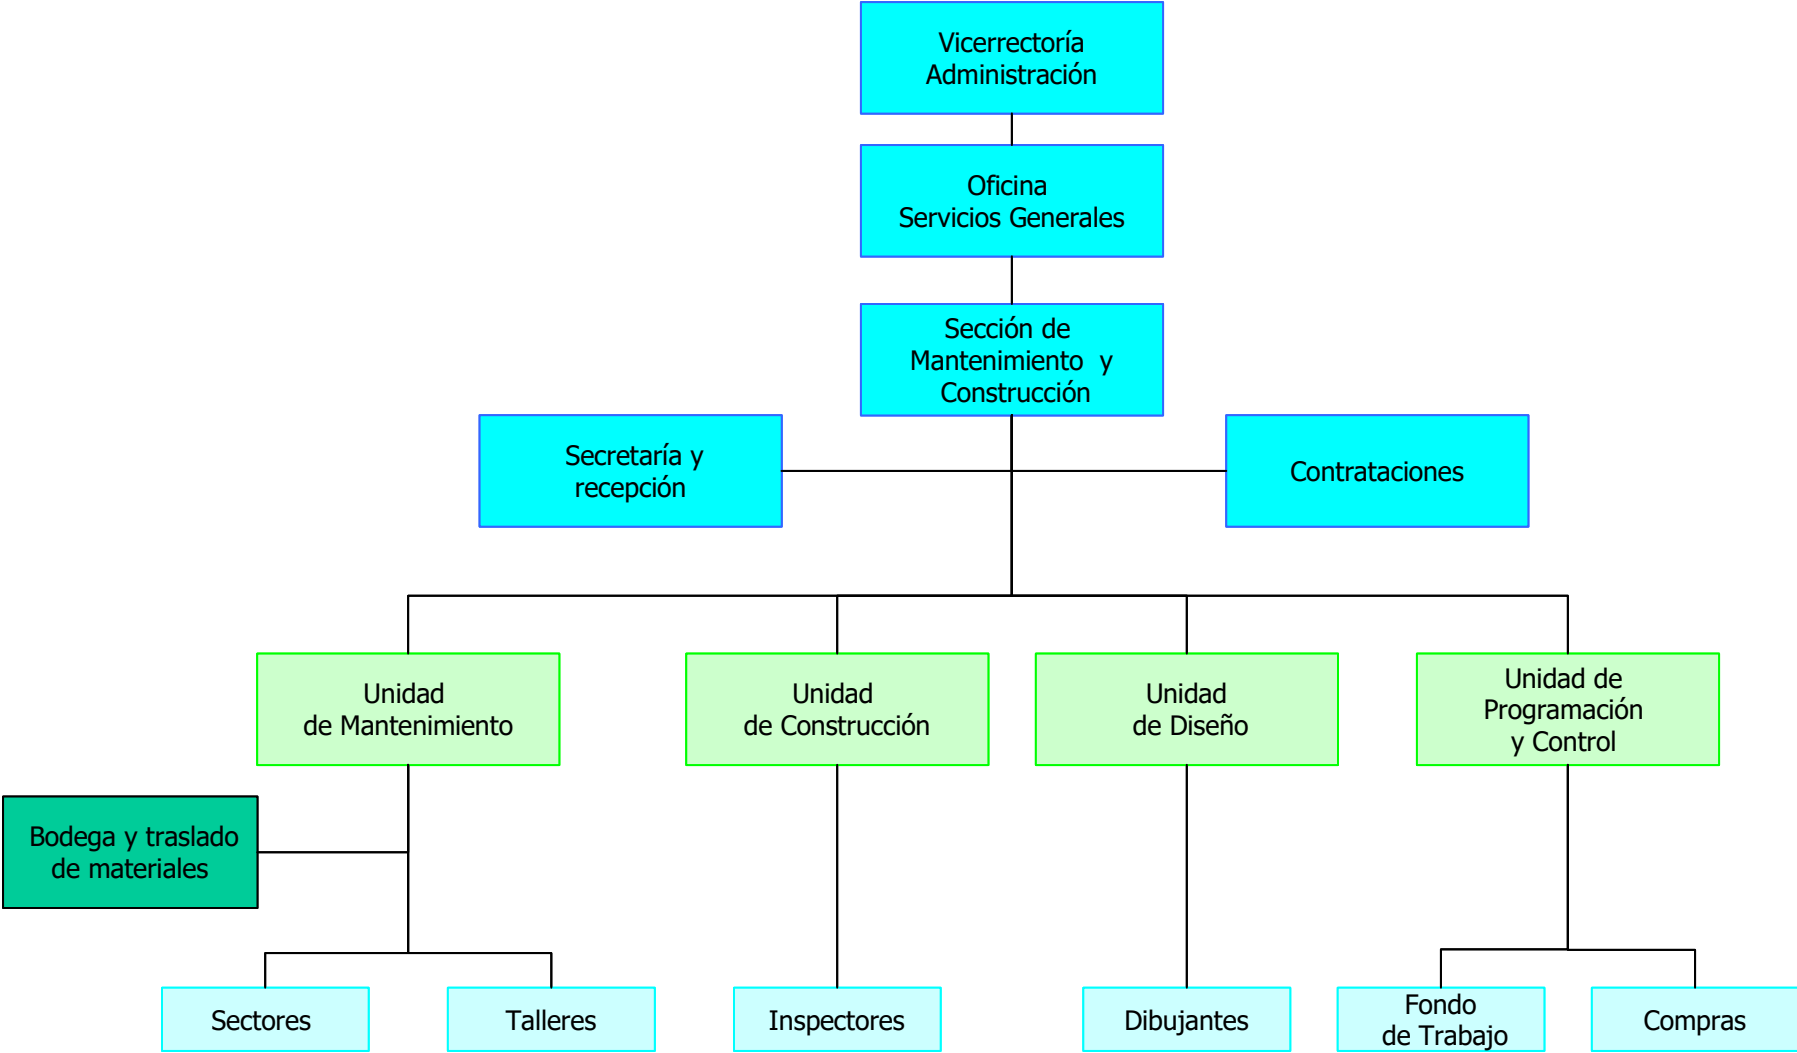 Vicerrectoría
Administración
Oficina
Servicios Generales
Sección de
Mantenimiento y
Construcción
Secretaría y
recepción
Contrataciones
Unidad
de Mantenimiento
Unidad
de Construcción
Unidad
de Diseño
Unidad de
Programación
y Control
Bodega y traslado
de materiales
Sectores
Talleres
Inspectores
Dibujantes
Fondo
de Trabajo
Compras